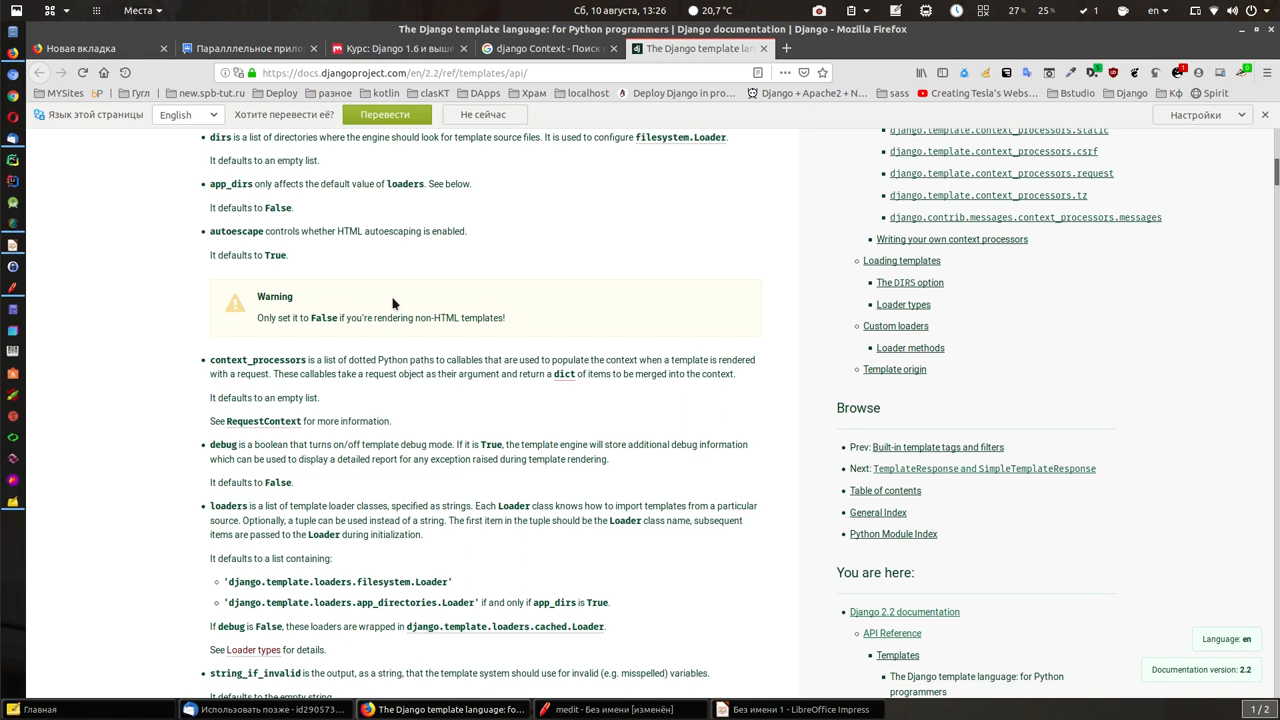 Места
Сб, 10 августа, 13:26
20,7 °C
27%
25%
1
en
The Django template language: for Python programmers | Django documentation | Django - Mozilla Firefox
Новая вкладка
Параллельное прило
Курс: Django 1.6 и выше
django Context - Поиск
The Django template lan
https://docs.djangoproject.com/en/2.2/ref/templates/api/
MYSites
Гугл
new.spb-tut.ru
Deploy
разное
kotlin
clasKT
DApps
Храм
localhost
Deploy Django in pro...
Django + Apache2 + N...
sau
Creating Tesla's Webs...
Bstudio
Django
Кф
Spirit
Язык этой страницы
English
Хотите перевести её?
Перевести
Не сейчас
Настройки
dirs is a list of directories where the engine should look for template source files. It is used to configure filesystem.Loader.
It defaults to an empty list.
app_dirs only affects the default value of loaders. See below.
It defaults to False.
autoescape controls whether HTML autoescaping is enabled.
It defaults to True.
Warning
Only set it to False if you're rendering non-HTML templates!
context_processors is a list of dotted Python paths to callables that are used to populate the context when a template is rendered
with a request. These callables take a request object as their argument and return a dict of items to be merged into the context.
It defaults to an empty list.
See RequestContext for more information.
debug is a boolean that turns on/off template debug mode. If it is True, the template engine will store additional debug information
which can be used to display a detailed report for any exception raised during template rendering.
It defaults to False.
loaders is a list of template loader classes, specified as strings. Each Loader class knows how to import templates from a particular
source. Optionally, a tuple can be used instead of a string. The first item in the tuple should be the Loader class name, subsequent
items are passed to the Loader during initialization.
It defaults to a list containing:
'django.template.loaders.filesystem.Loader'
'django.template.loaders.app_directories.Loader' if and only if app_dirs is True.
If debug is False, these loaders are wrapped in django.template.loaders.cached.Loader.
See Loader types for details.
string_if_invalid is the output, as a string, that the template system should use for invalid (e.g. misspelled) variables.
It defaults to the empty string.
django.template.context_processors.static
django.template.context_processors.csrf
django.template.context_processors.request
django.template.context_processors.tz
django.contrib.messages.context_processors.messages
Writing your own context processors
Loading templates
The DIRS option
Loader types
Custom loaders
Loader methods
Template origin
Browse
Prev: Built-in template tags and filters
Next: TemplateResponse and SimpleTemplateResponse
Table of contents
General Index
Python Module Index
You are here:
Django 2.2 documentation
API Reference
Templates
The Django template language: for Python
programmers
Language: en
Documentation version: 2.2
Главная
Использовать позже - id290573...
The Django template language: fo...
medit - Без имени [изменён]
Без имени 1 - LibreOffice Impress
1 / 2